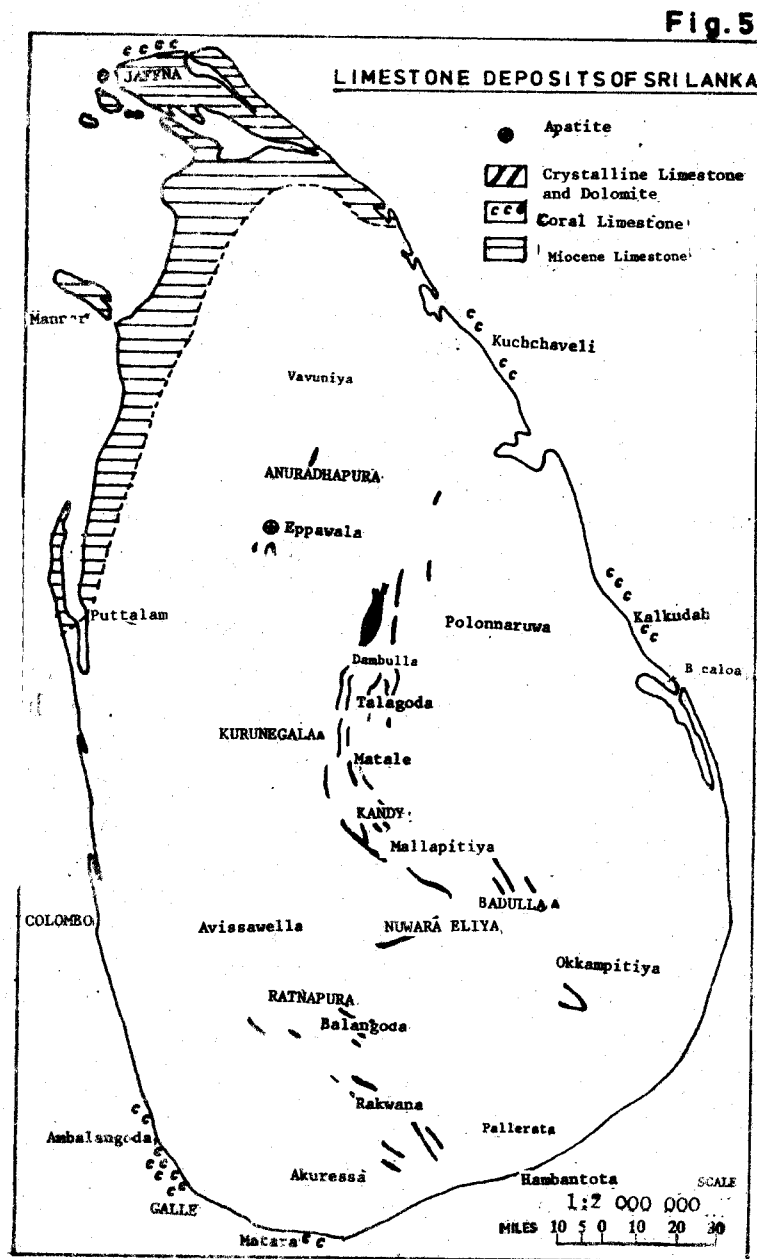 Fig.5
LIMESTONE DEPOSITS OF SRI LANKA
Apatite
Crystalline Limestone
and Dolomite
Coral Limestone
Miocene Limestone
JAFFNA
Kuchchaveli
Vavuniya
ANURADHAPURA
Eppawala
Puttalam
Polonnaruwa
Kalkudah
Dambulla
B caloa
Talagoda
KURUNEGALA
Matale
KANDY
Mallapitiya
BADULLA
COLOMBO
Avissawella
NUWARA ELIYA
Okkampitiya
RATNAPURA
Balangoda
Rakwana
Pallerata
Ambalangoda
Akuressa
Hambantota
GALLE
Matara
SCALE
1:2 000 000
MILES 10 5 0 10 20 30